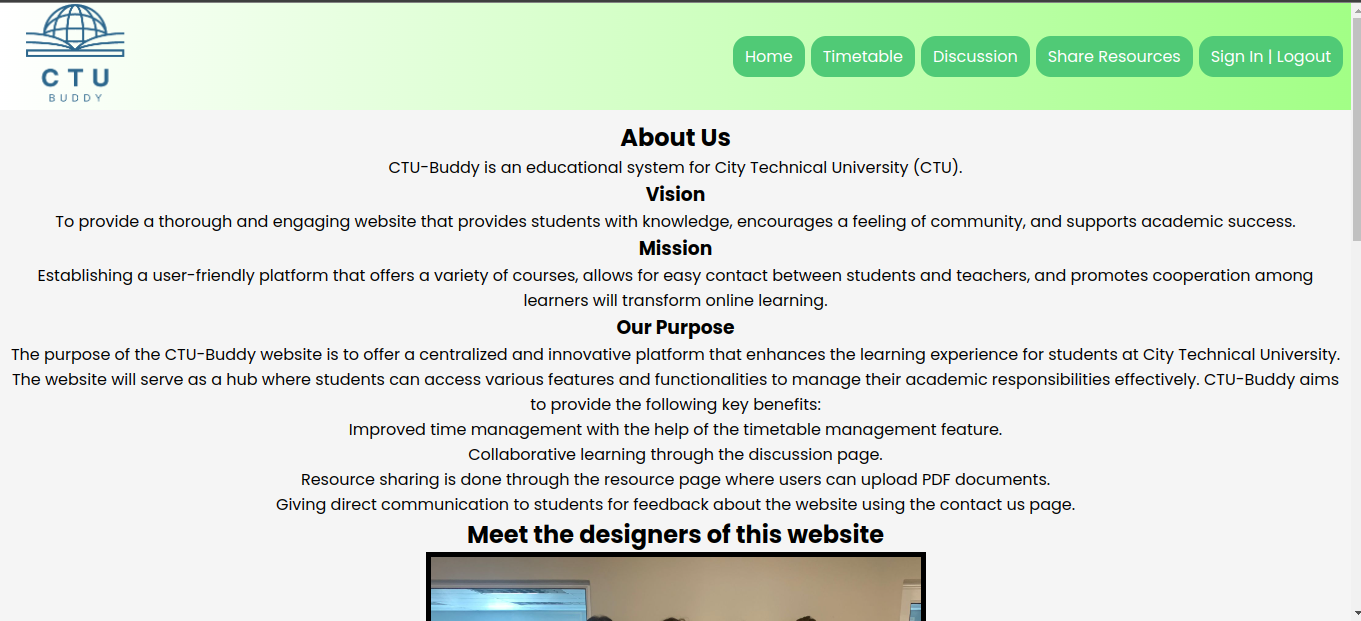 CTU
BUDDY
Home
Timetable
Discussion
Share Resources
Sign In | Logout
About Us
CTU-Buddy is an educational system for City Technical University (CTU).
Vision
To provide a thorough and engaging website that provides students with knowledge, encourages a feeling of community, and supports academic success.
Mission
Establishing a user-friendly platform that offers a variety of courses, allows for easy contact between students and teachers, and promotes cooperation among
learners will transform online learning.
Our Purpose
The purpose of the CTU-Buddy website is to offer a centralized and innovative platform that enhances the learning experience for students at City Technical University.
The website will serve as a hub where students can access various features and functionalities to manage their academic responsibilities effectively. CTU-Buddy aims
to provide the following key benefits:
Improved time management with the help of the timetable management feature.
Collaborative learning through the discussion page.
Resource sharing is done through the resource page where users can upload PDF documents.
Giving direct communication to students for feedback about the website using the contact us page.
Meet the designers of this website